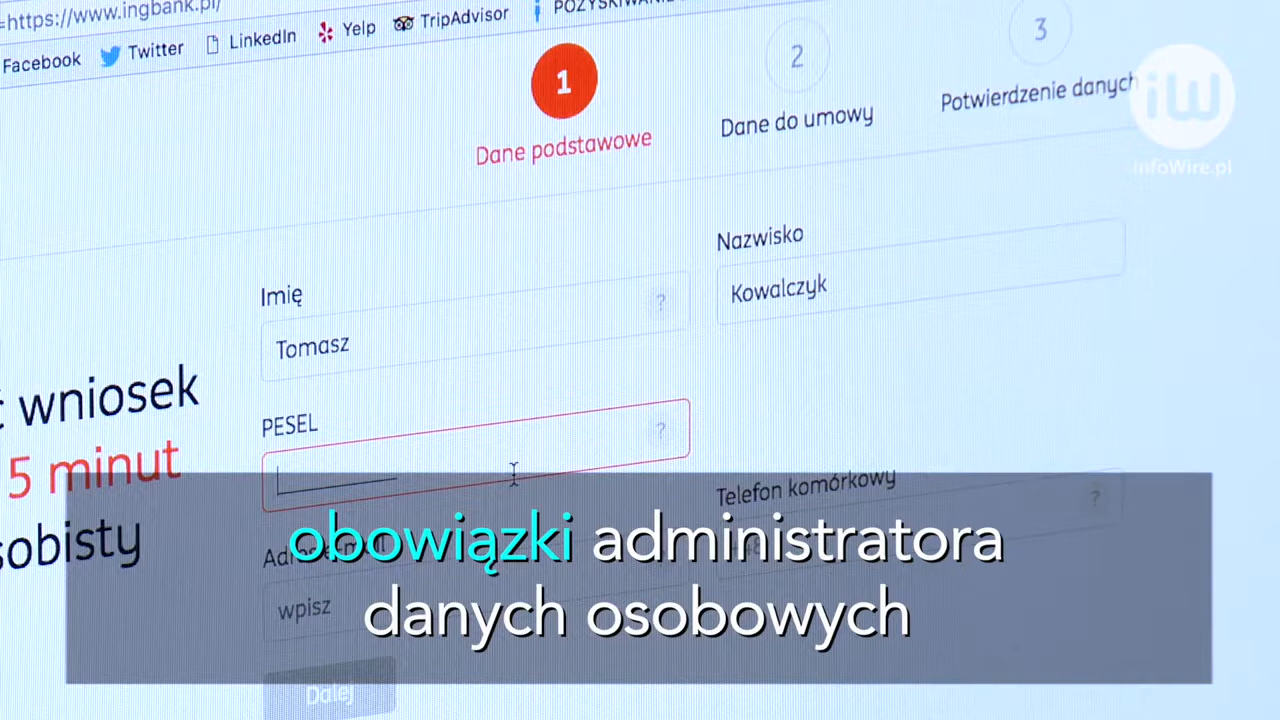 =https://www.ingbank.pl/
Facebook Twitter LinkedIn Yelp TripAdvisor
1
2
3
Dane podstawowe
Dane do umowy
Potwierdzenie danych
iw
infoWire.pl
Imię
Tomasz
?
Nazwisko
Kowalczyk
wniosek
5 minut
PESEL
?
Telefon komórkowy
?
wpisz
Dalej
obowiązki administratora
danych osobowych